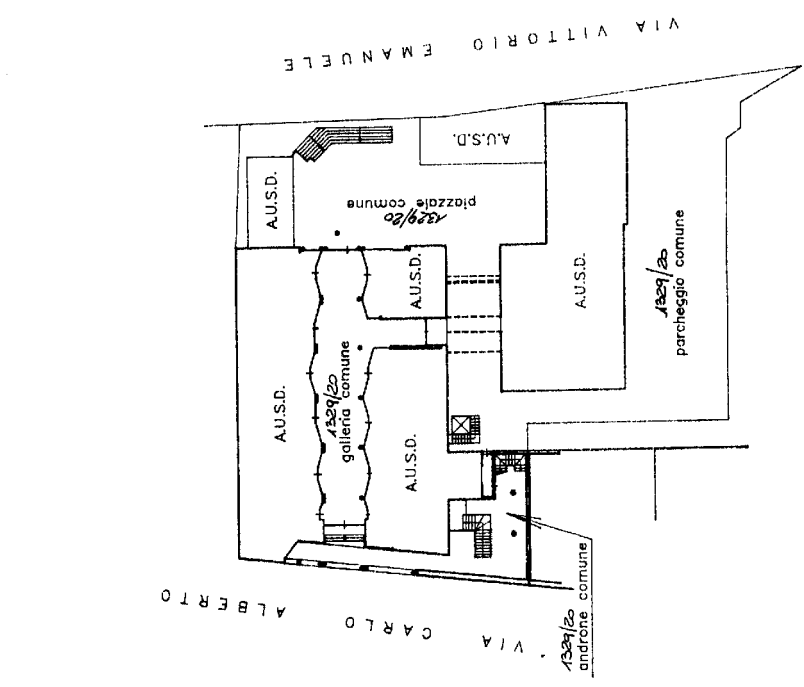 VIA VITTORIO EMANUELE
A.U.S.D.
A.U.S.D.
1329/20
piazzale comune
A.U.S.D.
A.U.S.D.
1329/20
parcheggio comune
A.U.S.D.
1329/20
galleria comune
A.U.S.D.
1329/20
androne comune
VIA CARLO ALBERTO